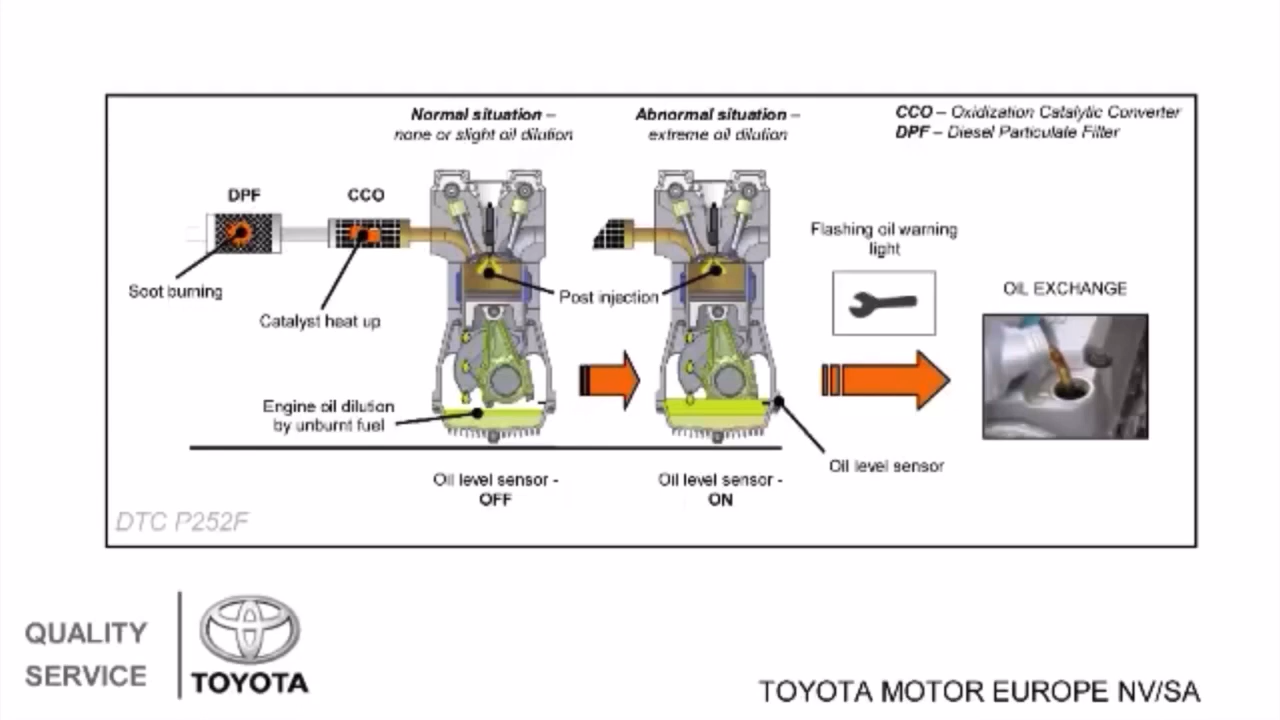 Normal situation –
none or slight oil dilution
Abnormal situation –
extreme oil dilution
CCO – Oxidization Catalytic Converter
DPF – Diesel Particulate Filter
DPF
CCO
Flashing oil warning
light
Soot burning
Post injection
OIL EXCHANGE
Catalyst heat up
Engine oil dilution
by unburnt fuel
Oil level sensor
Oil level sensor -
OFF
Oil level sensor -
ON
DTC P252F
QUALITY
SERVICE
TOYOTA
TOYOTA MOTOR EUROPE NV/SA